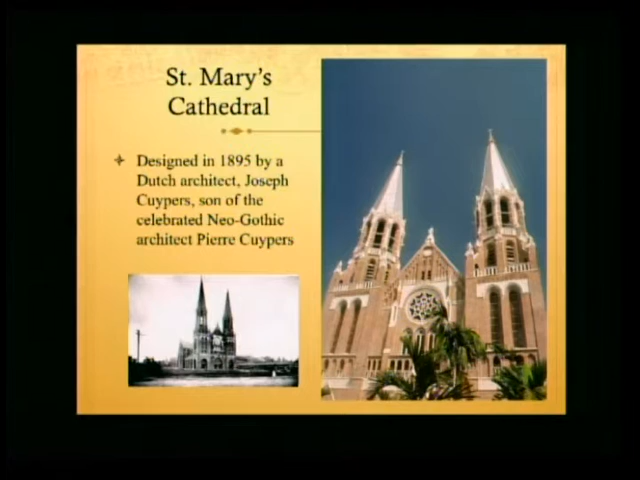 St. Mary's
Cathedral
Designed in 1895 by a
Dutch architect, Joseph
Cuypers, son of the
celebrated Neo-Gothic
architect Pierre Cuypers